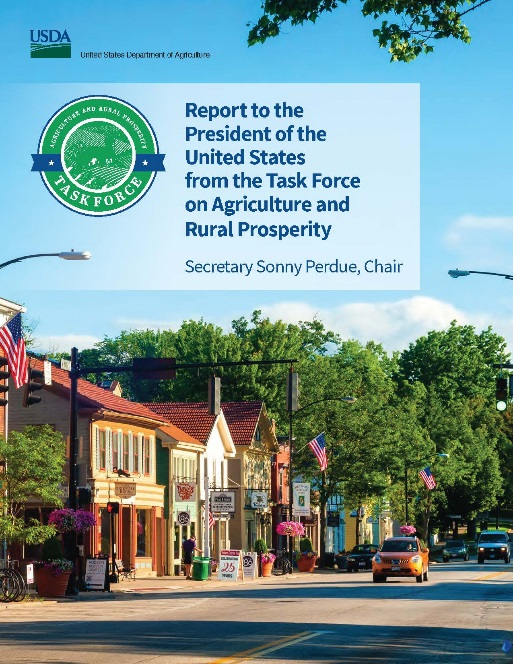 USDA
United States Department of Agriculture
AGRICULTURE AND RURAL PROSPERITY
TASK FORCE
Report to the
President of the
United States
from the Task Force
on Agriculture and
Rural Prosperity
Secretary Sonny Perdue, Chair
25